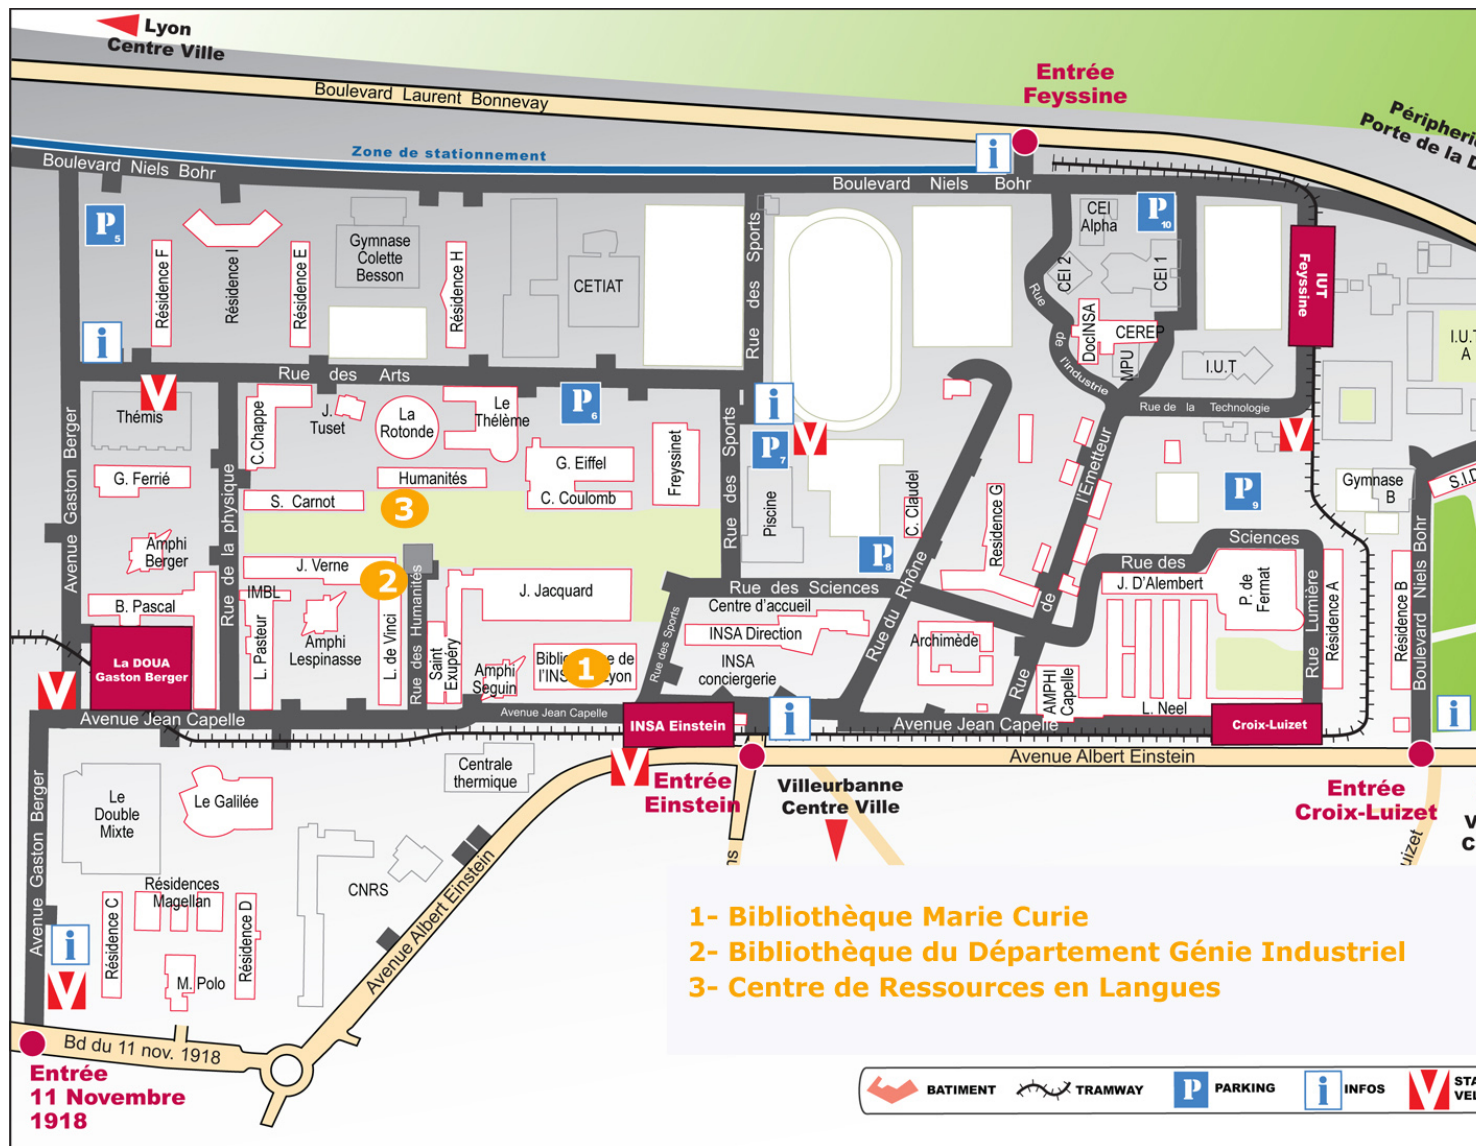 Lyon
Centre Ville
Boulevard Laurent Bonnevay
Entrée
Feyssine
Zone de stationnement
Boulevard Niels Bohr
Boulevard Niels Bohr
P 5
Résidence F
Résidence I
Résidence E
Gymnase
Colette
Besson
Résidence H
CETIAT
Rue des Sports
CEI
Alpha
P 10
CEI 2
CEI 1
IUT
Feyssine
Rue de l'Industrie
DocINSA
CEREP
MPU
I.U.T
I.U.T
A
Rue des Arts
Thémis
C.Chappe
J.
Tuset
La
Rotonde
Le
Thélème
P 6
P 7
Rue de la Technologie
Avenue Gaston Berger
G. Ferrié
Rue de la physique
S. Carnot
Humanités
3
G. Eiffel
C. Coulomb
Freyssinet
Rue des Sports
Piscine
C. Claudel
P 8
Residence G
Rue de l'Emetteur
P 9
Gymnase
B
Amphi
Berger
J. Verne
2
IMBL
B. Pascal
L. Pasteur
Amphi
Lespinasse
L. de Vinci
Rue des Humanités
Saint
Exupery
J. Jacquard
Amphi
Seguin
1
Rue des Sports
Rue des Sciences
Centre d'accueil
INSA Direction
INSA
conciergerie
Rue du Rhône
Archimède
Rue des Sciences
J. D'Alembert
P. de
Fermat
Rue Lumière
Résidence A
Résidence B
Boulevard Niels Bohr
AMPHI
Capelle
L. Neel
La DOUA
Gaston Berger
Avenue Jean Capelle
Avenue Jean Capelle
INSA Einstein
Avenue Jean Capelle
Croix-Luizet
Avenue Albert Einstein
Entrée
Einstein
Villeurbanne
Centre Ville
Entrée
Croix-Luizet
Centrale
thermique
Avenue Gaston Berger
Le
Double
Mixte
Le Galilée
CNRS
Résidences
Magellan
Résidence C
Résidence D
M. Polo
Avenue Albert Einstein
Bd du 11 nov. 1918
Entrée
11 Novembre
1918
1- Bibliothèque Marie Curie
2- Bibliothèque du Département Génie Industriel
3- Centre de Ressources en Langues
BATIMENT
TRAMWAY
P PARKING
i INFOS